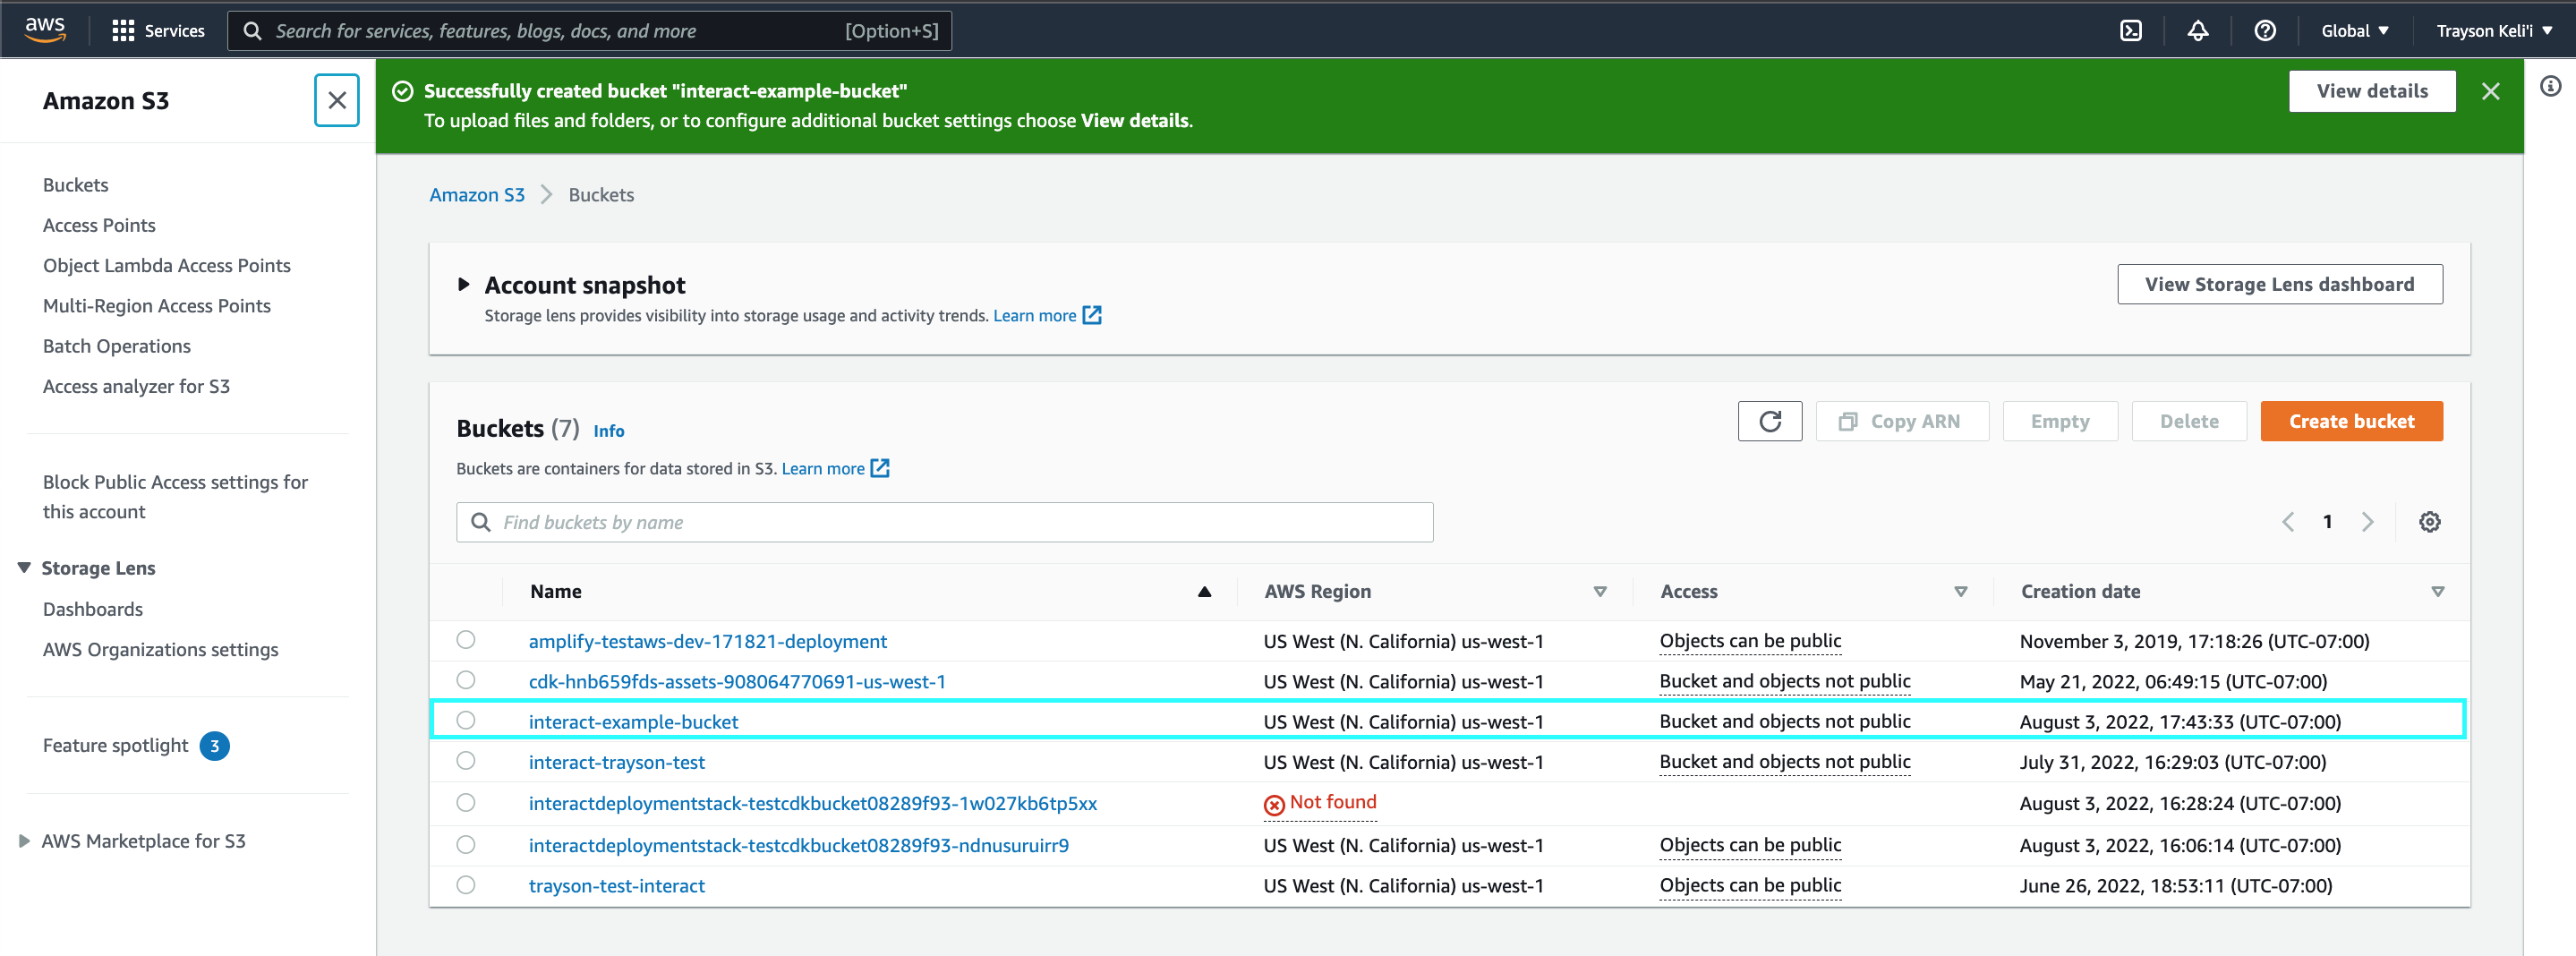 aws
Services
Search for services, features, blogs, docs, and more [Option+S]
Global ▼
Trayson Keli'i ▼
Amazon S3
Buckets
Access Points
Object Lambda Access Points
Multi-Region Access Points
Batch Operations
Access analyzer for S3
Block Public Access settings for
this account
Storage Lens
Dashboards
AWS Organizations settings
Feature spotlight 3
AWS Marketplace for S3
Successfully created bucket "interact-example-bucket"
To upload files and folders, or to configure additional bucket settings choose View details.
View details
Amazon S3 > Buckets
Account snapshot
Storage lens provides visibility into storage usage and activity trends. Learn more
View Storage Lens dashboard
Buckets (7) Info
Buckets are containers for data stored in S3. Learn more
Copy ARN
Empty
Delete
Create bucket
Find buckets by name
1
Name AWS Region Access Creation date
amplify-testaws-dev-171821-deployment US West (N. California) us-west-1 Objects can be public November 3, 2019, 17:18:26 (UTC-07:00)
cdk-hnb659fds-assets-908064770691-us-west-1 US West (N. California) us-west-1 Bucket and objects not public May 21, 2022, 06:49:15 (UTC-07:00)
interact-example-bucket US West (N. California) us-west-1 Bucket and objects not public August 3, 2022, 17:43:33 (UTC-07:00)
interact-trayson-test US West (N. California) us-west-1 Bucket and objects not public July 31, 2022, 16:29:03 (UTC-07:00)
interactdeploymentstack-testcdkbucket08289f93-1w027kb6tp5xx Not found August 3, 2022, 16:28:24 (UTC-07:00)
interactdeploymentstack-testcdkbucket08289f93-ndnusuruirr9 US West (N. California) us-west-1 Objects can be public August 3, 2022, 16:06:14 (UTC-07:00)
trayson-test-interact US West (N. California) us-west-1 Objects can be public June 26, 2022, 18:53:11 (UTC-07:00)